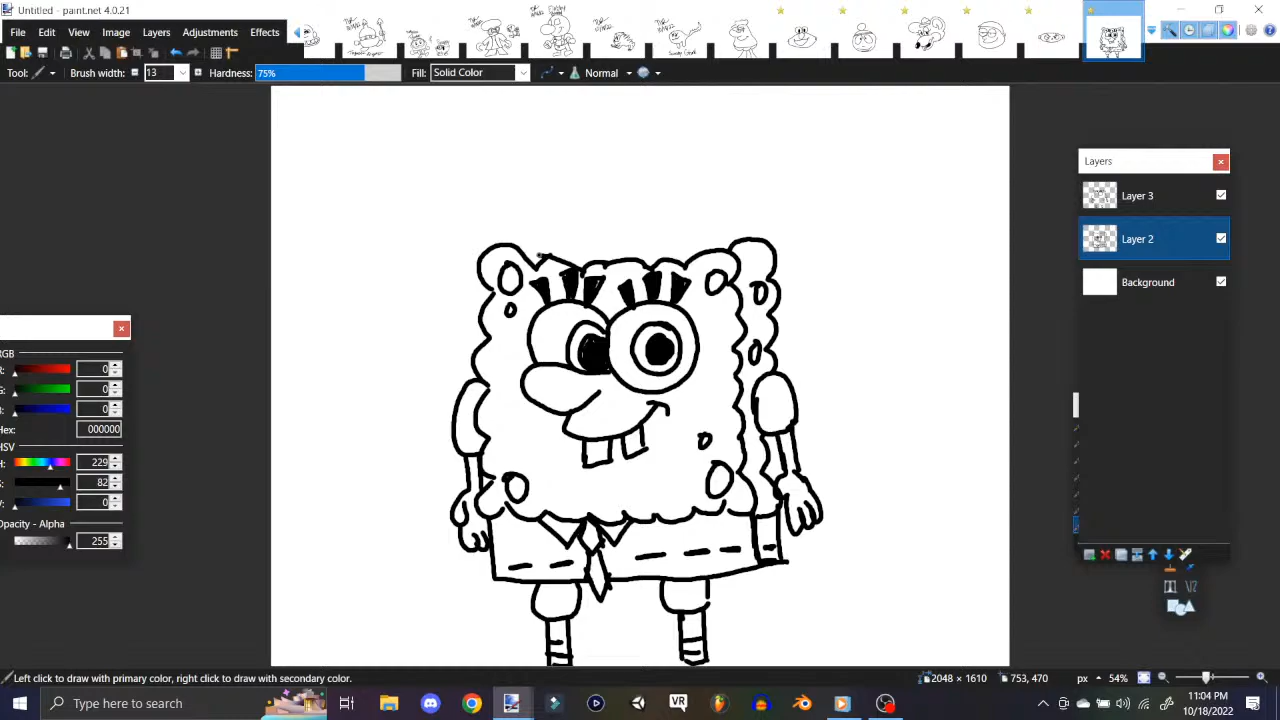 Untitled - paint.net 4.0.21
File Edit View Image Layers Adjustments Effects
Tool: Brush width: 13 Hardness: 75% Fill: Solid Color Normal
Layers
Layer 3
Layer 2
Background
RGB
R: 0
G: 0
B: 0
Hex: 000000
HSV
H: 229
S: 82
V: 0
Opacity - Alpha
255
Left click to draw with primary color, right click to draw with secondary color.
2048 × 1610
753, 470
px
54%
Type here to search
VR
11:04 PM
10/18/2022